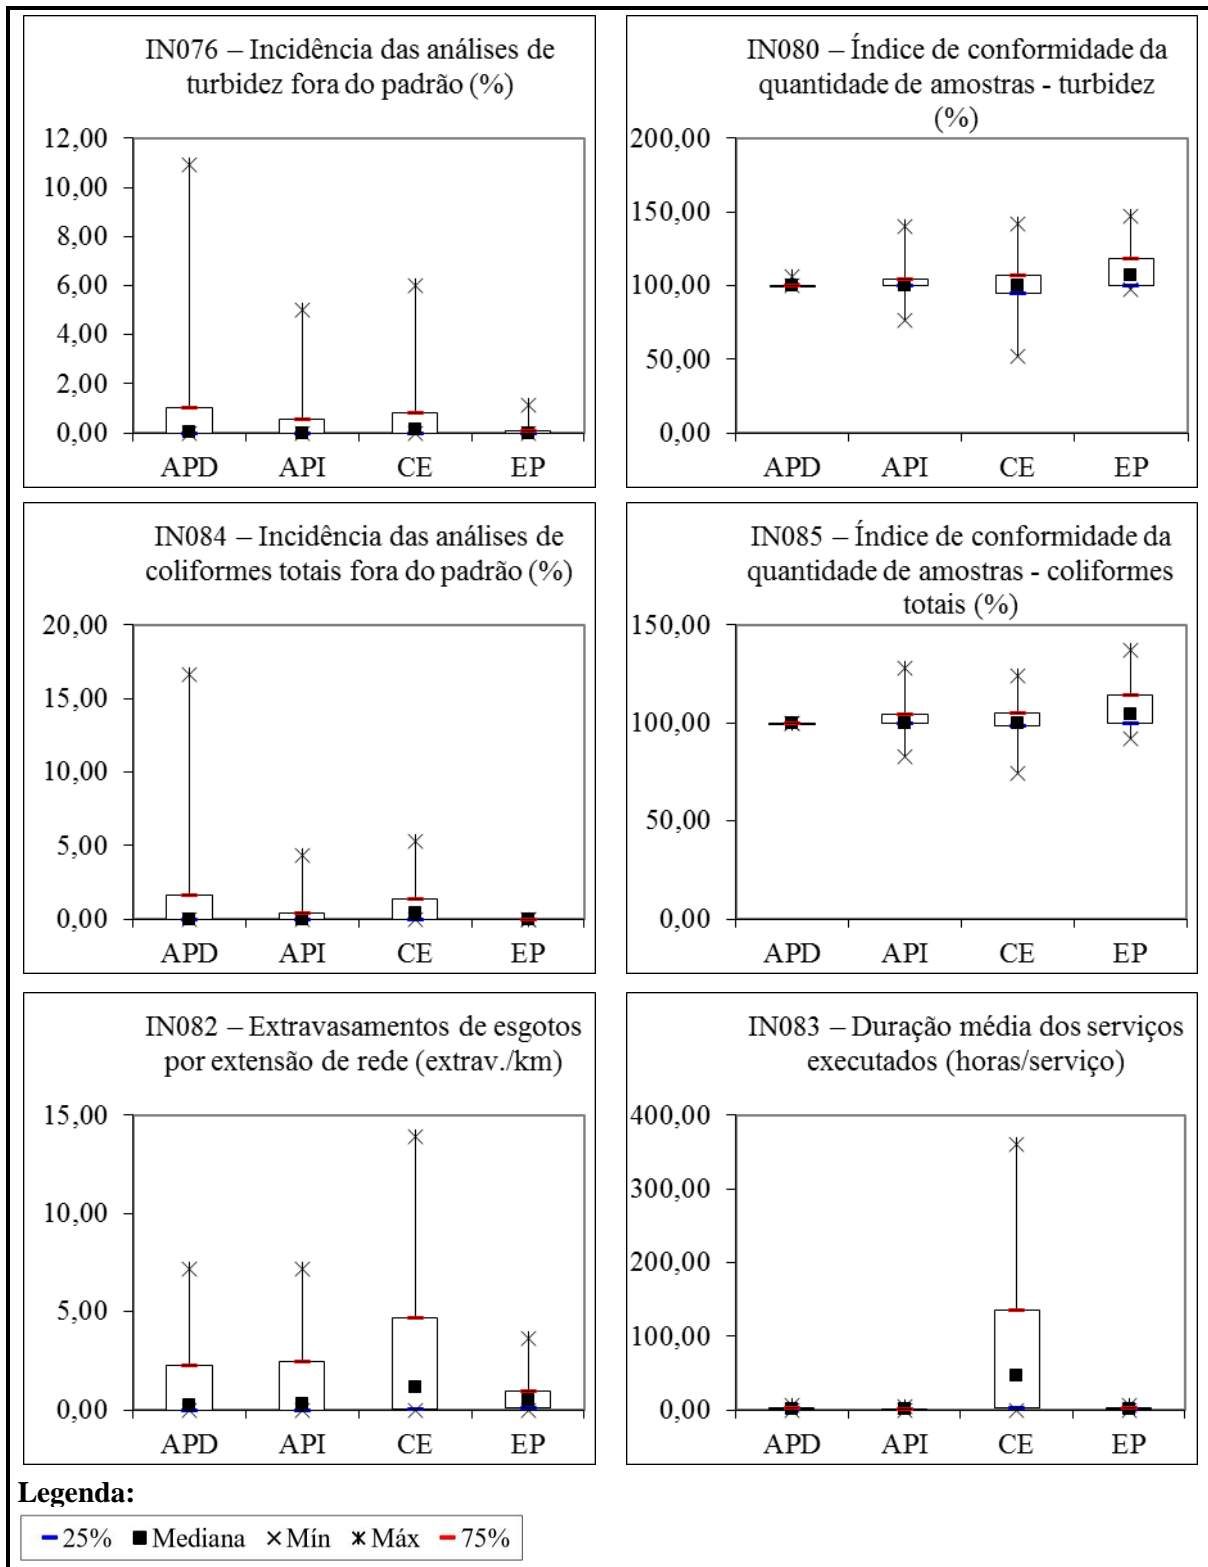 IN076 – Incidência das análises de
turbidez fora do padrão (%)
12,00
10,00
8,00
6,00
4,00
2,00
0,00
APD API CE EP
IN080 – Índice de conformidade da
quantidade de amostras - turbidez
(%)
200,00
150,00
100,00
50,00
0,00
APD API CE EP
IN084 – Incidência das análises de
coliformes totais fora do padrão (%)
20,00
15,00
10,00
5,00
0,00
APD API CE EP
IN085 – Índice de conformidade da
quantidade de amostras - coliformes
totais (%)
150,00
100,00
50,00
0,00
APD API CE EP
IN082 – Extravasamentos de esgotos
por extensão de rede (extrav./km)
15,00
10,00
5,00
0,00
APD API CE EP
IN083 – Duração média dos serviços
executados (horas/serviço)
400,00
300,00
200,00
100,00
0,00
APD API CE EP
Legenda:
25% Mediana Mín Máx 75%